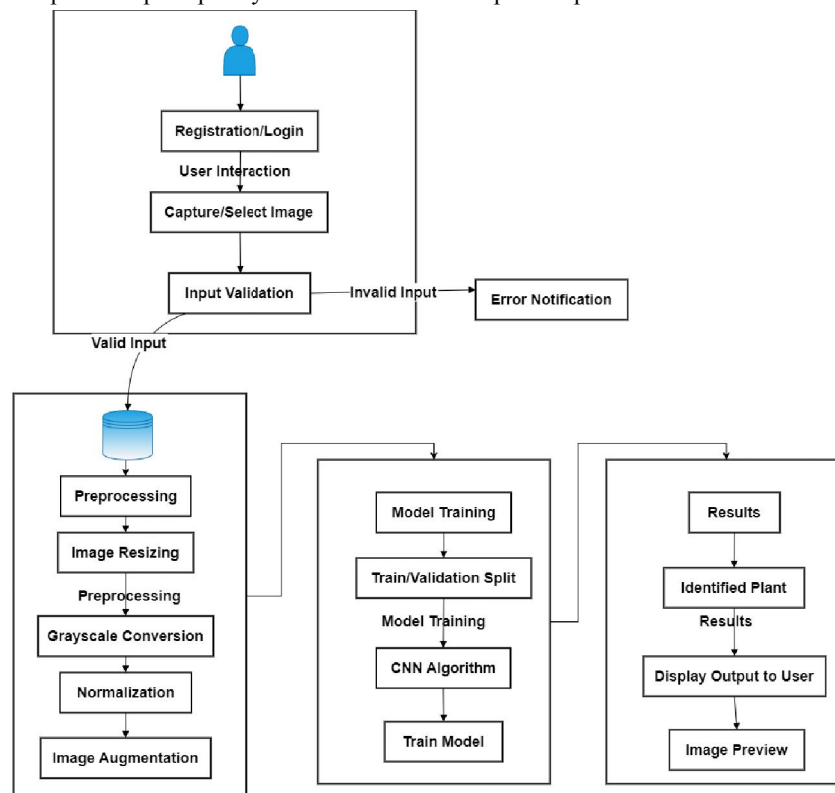 Registration/Login
User Interaction
Capture/Select Image
Input Validation
Invalid Input
Error Notification
Valid Input
Preprocessing
Image Resizing
Preprocessing
Grayscale Conversion
Normalization
Image Augmentation
Model Training
Train/Validation Split
Model Training
CNN Algorithm
Train Model
Results
Identified Plant
Results
Display Output to User
Image Preview